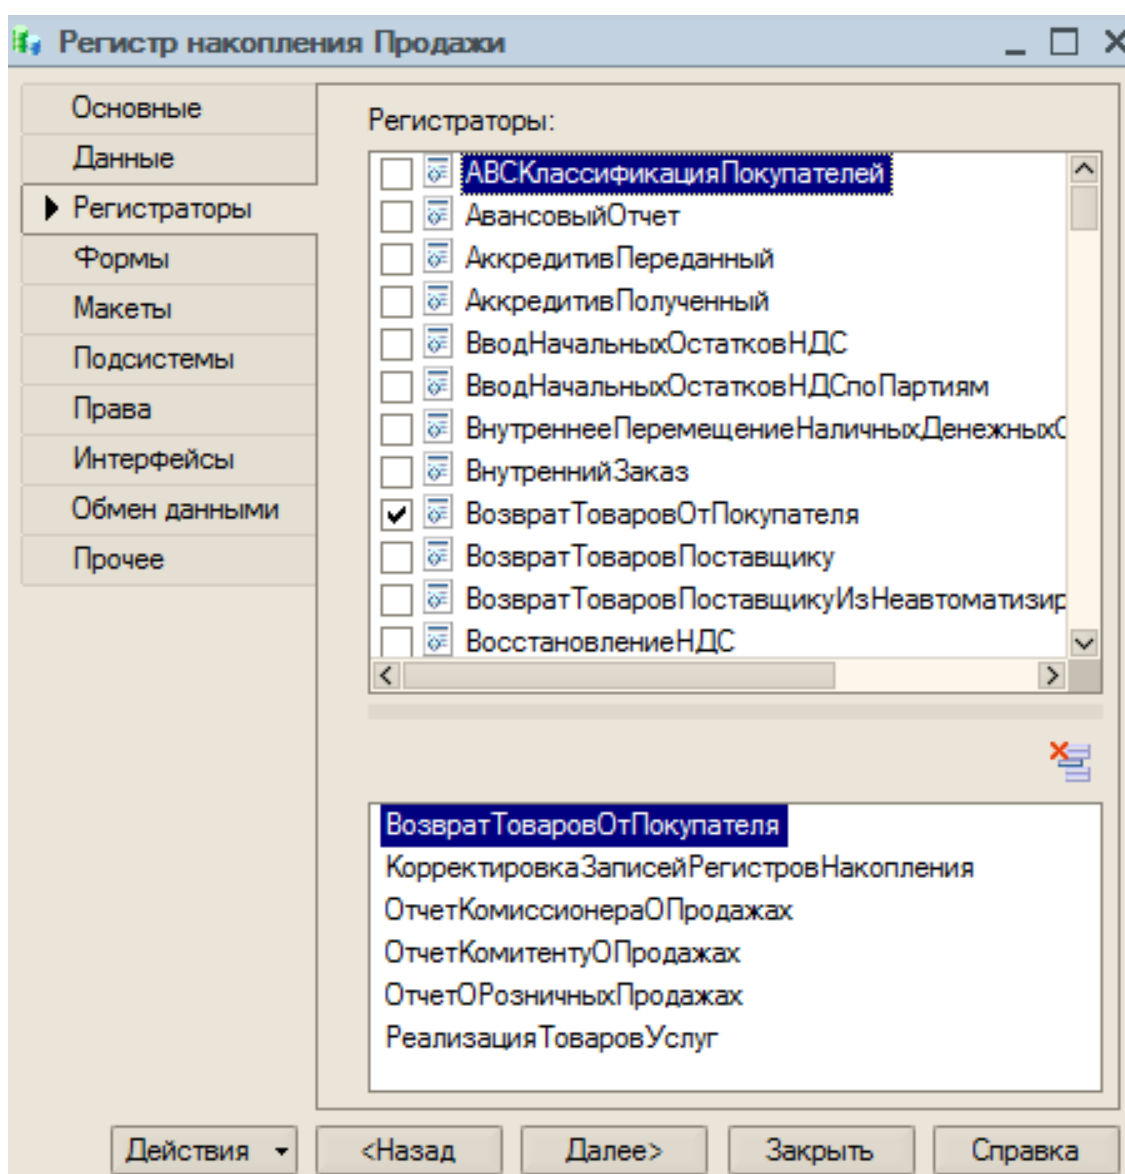 Регистр накопления Продажи
Основные
Данные
Регистраторы
Формы
Макеты
Подсистемы
Права
Интерфейсы
Обмен данными
Прочее
Регистраторы:
АВСКлассификацияПокупателей
АвансовыйОтчет
АккредитивПереданный
АккредитивПолученный
ВводНачальныхОстатковНДС
ВводНачальныхОстатковНДСпоПартиям
ВнутреннееПеремещениеНаличныхДенежныхС
ВнутреннийЗаказ
ВозвратТоваровОтПокупателя
ВозвратТоваровПоставщику
ВозвратТоваровПоставщикуИзНеавтоматизир
ВосстановлениеНДС
ВозвратТоваровОтПокупателя
КорректировкаЗаписейРегистровНакопления
ОтчетКомиссионераОПродажах
ОтчетКомитентуОПродажах
ОтчетОРозничныхПродажах
РеализацияТоваровУслуг
Действия
<Назад
Далее>
Закрыть
Справка